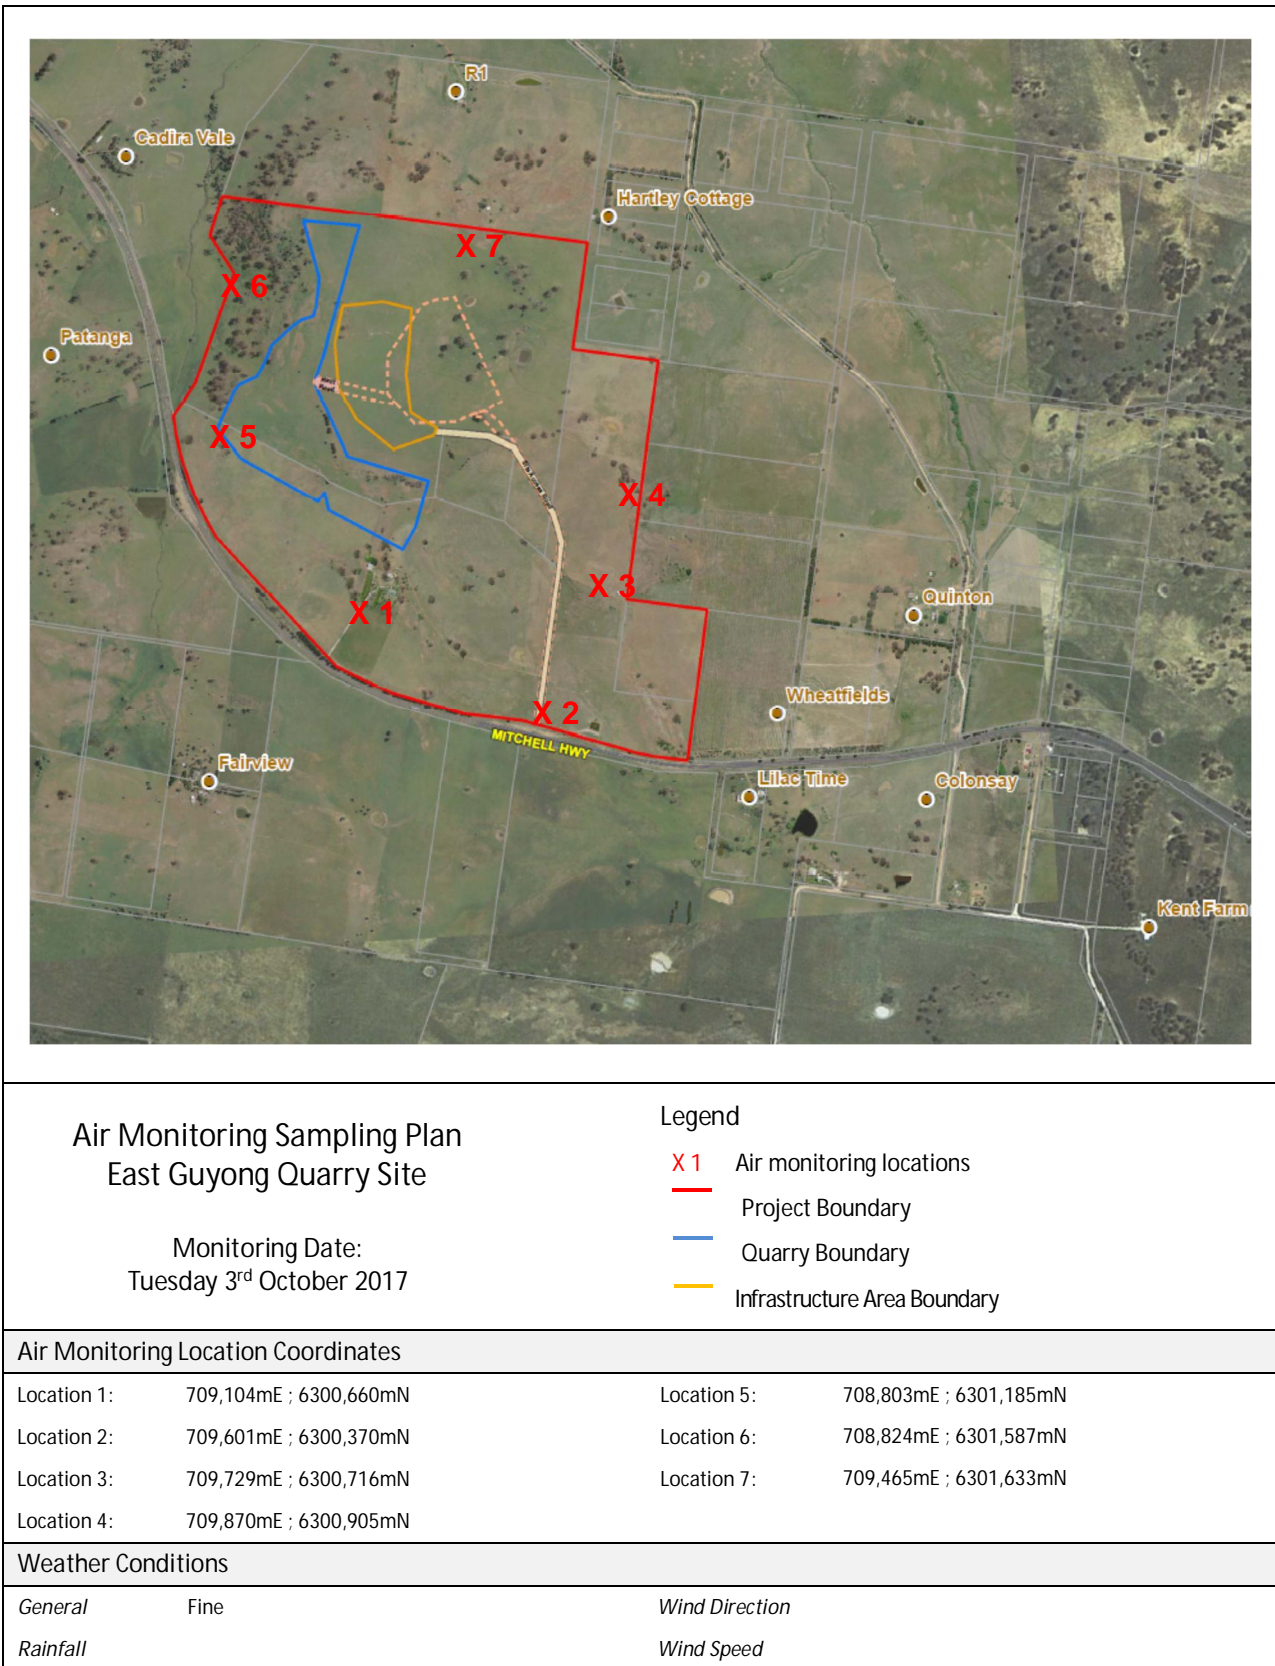 R1
Cadira Vale
Hartley Cottage
X 7
X 6
Patanga
X 5
X 4
X 3
X 1
Quinton
Wheatfields
X 2
MITCHELL HWY
Fairview
Lilac Time
Colonsay
Kent Farm
Air Monitoring Sampling Plan
East Guyong Quarry Site
Monitoring Date:
Tuesday 3rd October 2017
Legend
X 1 Air monitoring locations
Project Boundary
Quarry Boundary
Infrastructure Area Boundary
Air Monitoring Location Coordinates
Location 1: 709,104mE ; 6300,660mN
Location 5: 708,803mE ; 6301,185mN
Location 2: 709,601mE ; 6300,370mN
Location 6: 708,824mE ; 6301,587mN
Location 3: 709,729mE ; 6300,716mN
Location 7: 709,465mE ; 6301,633mN
Location 4: 709,870mE ; 6300,905mN
Weather Conditions
General Fine
Wind Direction
Rainfall
Wind Speed